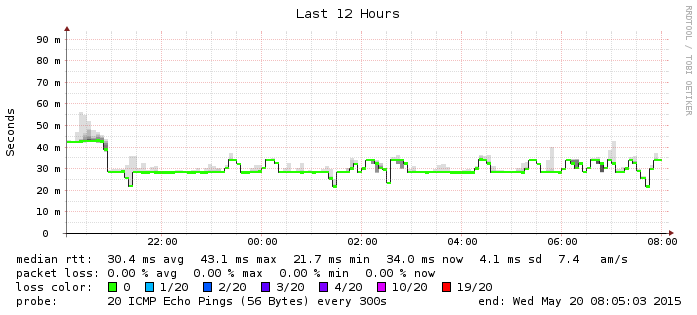 Last 12 Hours
RRDTOOL / TOBI OETIKER
Seconds
90 m
80 m
70 m
60 m
50 m
40 m
30 m
20 m
10 m
0
22:00 00:00 02:00 04:00 06:00 08:00
median rtt: 30.4 ms avg 43.1 ms max 21.7 ms min 34.0 ms now 4.1 ms sd 7.4 am/s
packet loss: 0.00 % avg 0.00 % max 0.00 % min 0.00 % now
loss color: 0 1/20 2/20 3/20 4/20 10/20 19/20
probe: 20 ICMP Echo Pings (56 Bytes) every 300s end: Wed May 20 08:05:03 2015